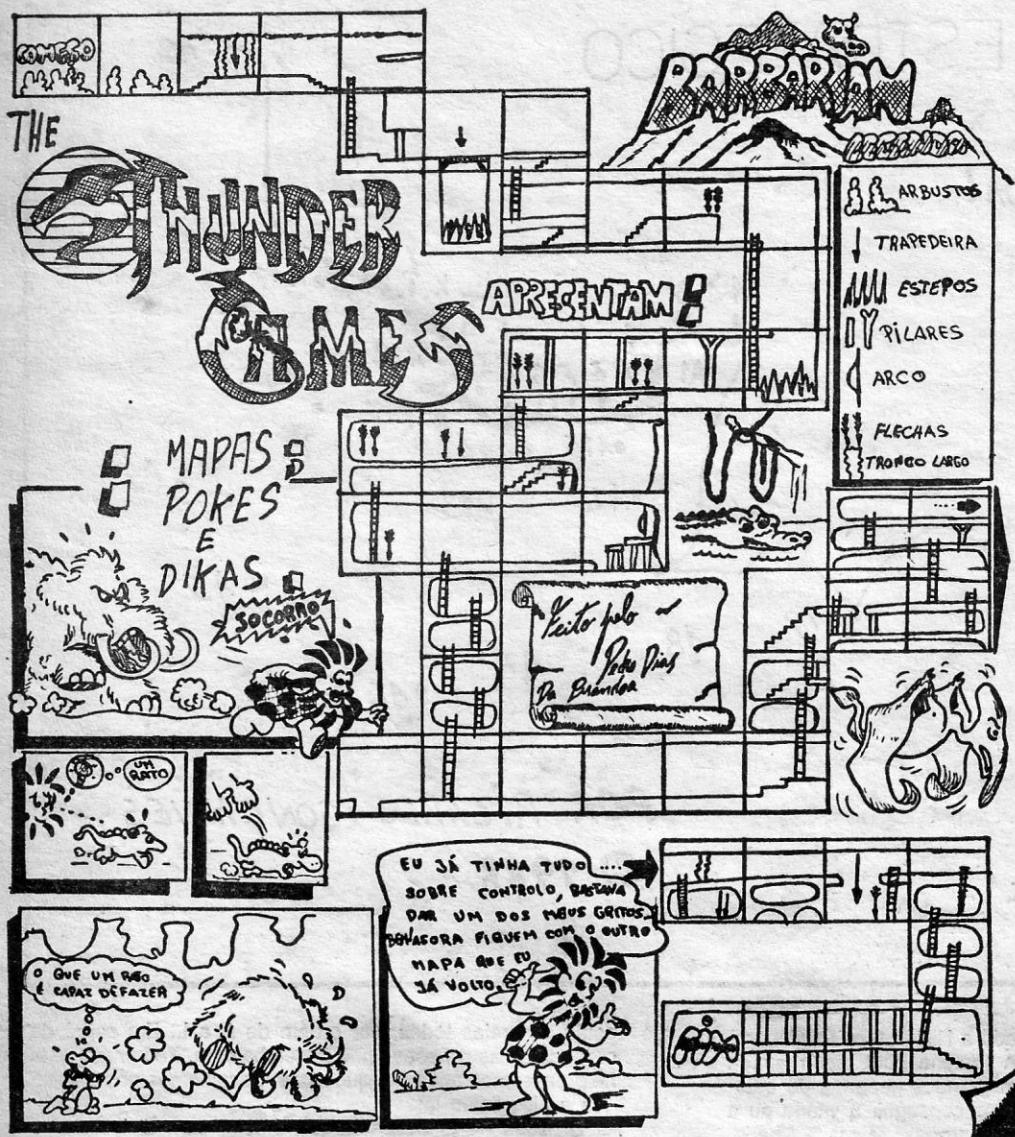 COMEÇO
BARBARIAN
LEGENDA
THE
THUNDER
GAMES
APRESENTAM:
ARBUSTOS
TRAPEDEIRA
ESTEPOS
PILARES
ARCO
FLECHAS
TRONCO LARGO
MAPAS
POKES
E
DIKAS
SOCORRO
Feito pelo
Pedro Dias
Da Brandoa
UM
RATO
O QUE UM RATO
É CAPAZ DE FAZER
EU JÁ TINHA TUDO ....
SOBRE CONTROLO, BASTAVA
DAR UM DOS MEUS GRITOS.
FIQUEM COM O OUTRO
MAPA QUE EU
JÁ VOLTO.